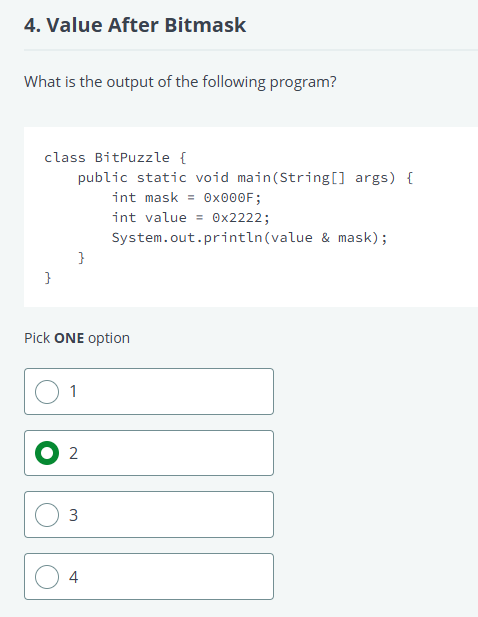 4. Value After Bitmask
What is the output of the following program?
class BitPuzzle {
    public static void main(String[] args) {
        int mask = 0x000F;
        int value = 0x2222;
        System.out.println(value & mask);
    }
}
Pick ONE option
1
2
3
4